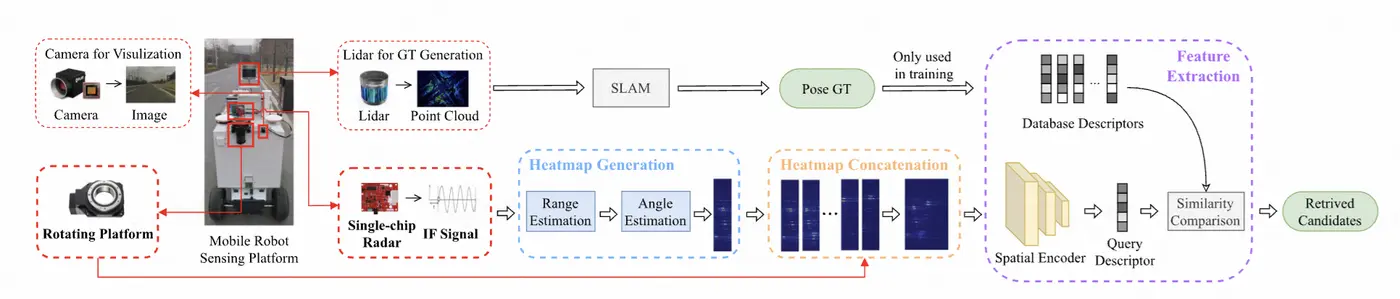 Camera for Visulization
Camera
Image
Rotating Platform
Mobile Robot
Sensing Platform
Lidar for GT Generation
Lidar
Point Cloud
Single-chip
Radar
IF Signal
SLAM
Pose GT
Only used
in training
Heatmap Generation
Range
Estimation
Angle
Estimation
Heatmap Concatenation
...
Feature
Extraction
...
Database Descriptors
Spatial Encoder
Query
Descriptor
Similarity
Comparison
Retrived
Candidates